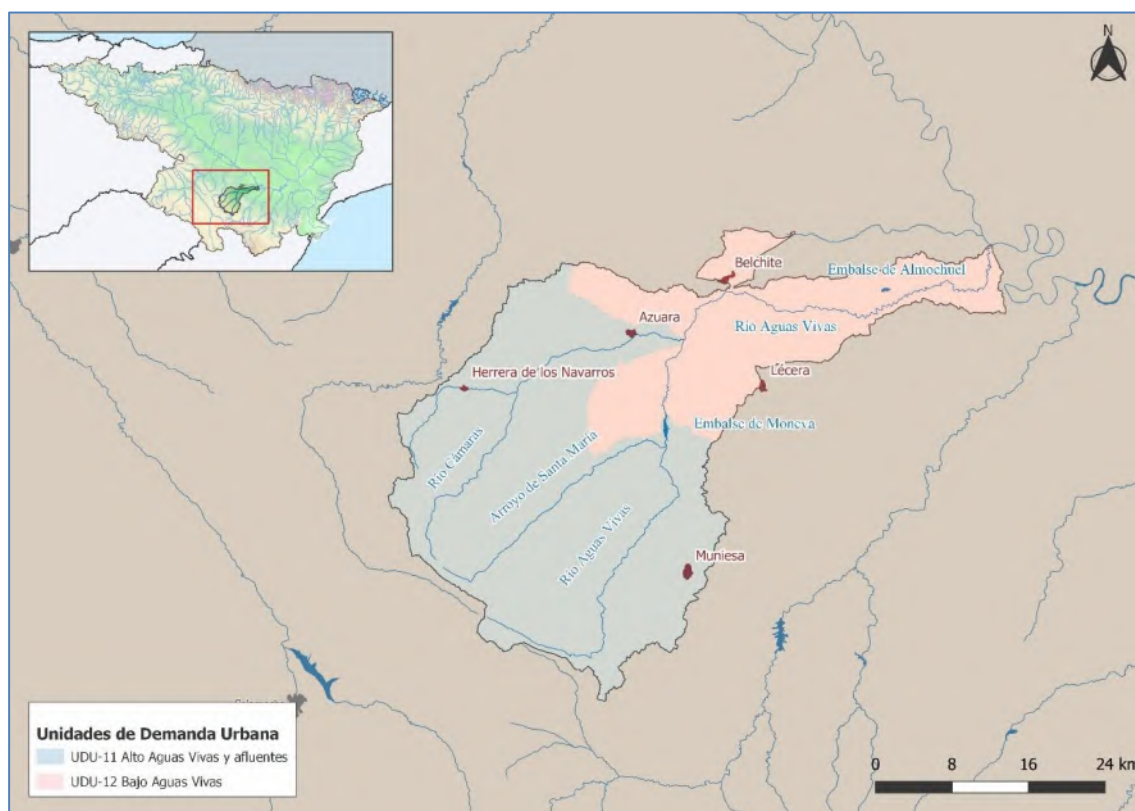 N
Belchite
Embalse de Almochuel
Azuara
Río Aguas Vivas
Herrera de los Navarros
Lécera
Embalse de Moneva
Río Cámaras
Arroyo de Santa María
Río Aguas Vivas
Muniesa
Unidades de Demanda Urbana
UDU-11 Alto Aguas Vivas y afluentes
UDU-12 Bajo Aguas Vivas
0 8 16 24 km